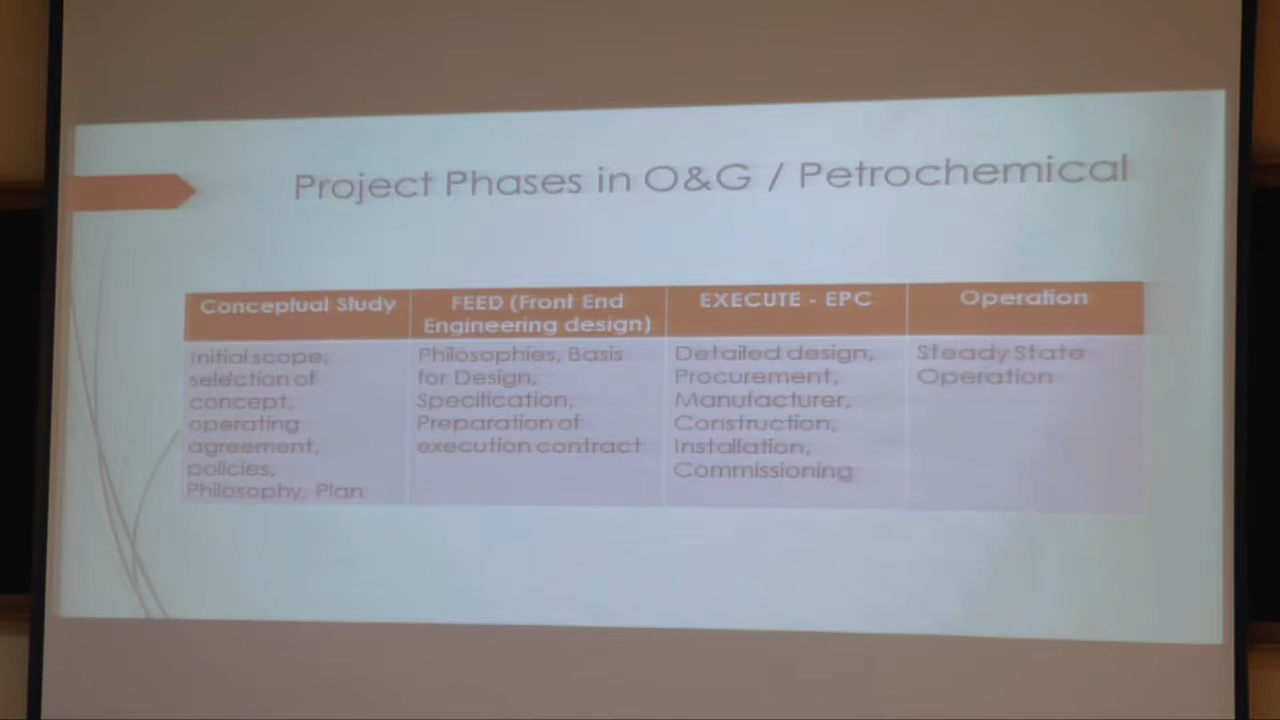 Project Phases in O&G / Petrochemical
Conceptual Study
Initial scope,
selection of
concept,
operating
agreement,
policies,
Philosophy, Plan
FEED (Front End
Engineering design)
Philosophies, Basis
for Design,
Specification,
Preparation of
execution contract
EXECUTE - EPC
Detailed design,
Procurement,
Manufacturer,
Construction,
Installation,
Commissioning
Operation
Steady State
Operation